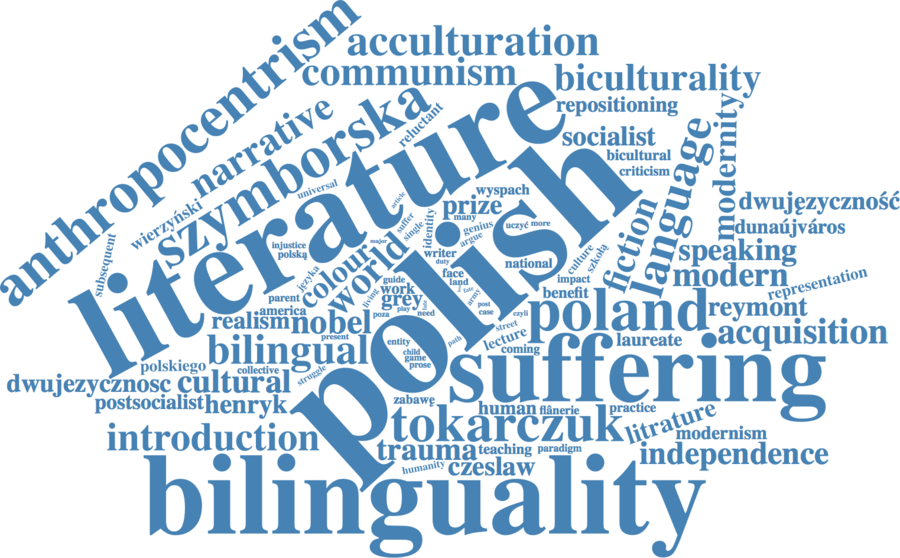 anthropocentrism
acculturation
communism
biculturality
repositioning
narrative
szymborska
reluctant
literature
socialist
bicultural
criticism
language
modernity
universal
article
wierzyński
subsequent
wyspach
prize
many
suffer
single
identity
genius
argue
uczyć
more
polish
dwujęzyczność
dunaújváros
fiction
speaking
modern
injustice
polską
języka
colour
major
world
writer
duty
face
land
fate
national
culture
szkołą
impact
benefit
representation
parent
america
living
guide
work
grey
play
late
need
poza
army
post
case
czyli
street
path
lecture
coming
poland
reymont
laureate
acquisition
realism
nobel
present
bilingual
entity
child
game
prose
suffering
polskiego
collective
struggle
dwujezycznosc
cultural
postsocialist
henryk
zabawę
human
flânerie
practice
tokarczuk
litrature
modernism
introduction
trauma
teaching
paradigm
independence
humanity
czeslaw
bilinguality